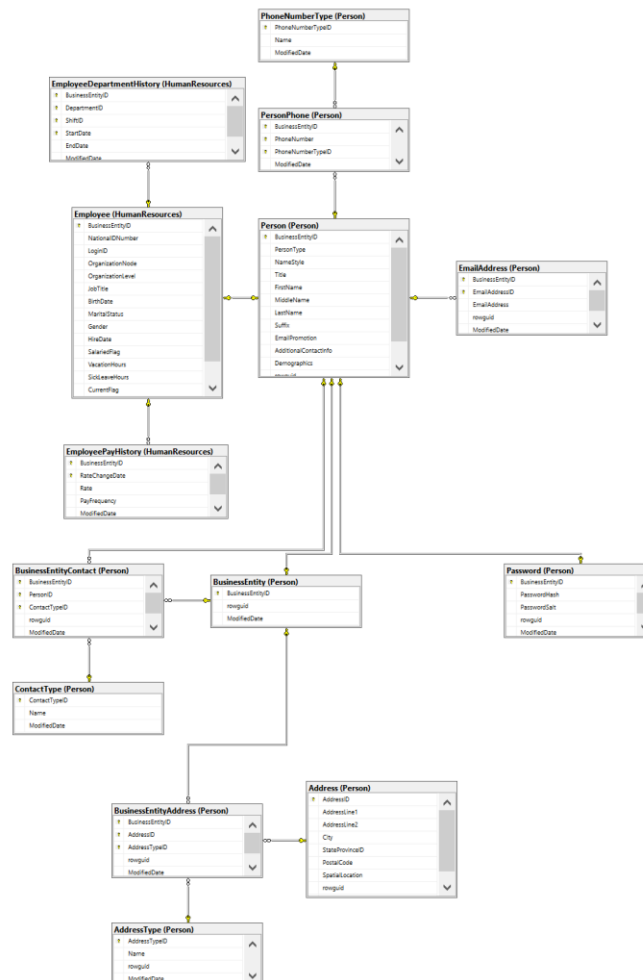 PhoneNumberType (Person)
PhoneNumberTypeID
Name
ModifiedDate
EmployeeDepartmentHistory (HumanResources)
BusinessEntityID
DepartmentID
ShiftID
StartDate
EndDate
ModifiedDate
PersonPhone (Person)
BusinessEntityID
PhoneNumber
PhoneNumberTypeID
ModifiedDate
Employee (HumanResources)
BusinessEntityID
NationalIDNumber
LoginID
OrganizationNode
OrganizationLevel
JobTitle
BirthDate
MaritalStatus
Gender
HireDate
SalariedFlag
VacationHours
SickLeaveHours
CurrentFlag
Person (Person)
BusinessEntityID
PersonType
NameStyle
Title
FirstName
MiddleName
LastName
Suffix
EmailPromotion
AdditionalContactInfo
Demographics
rowguid
EmailAddress (Person)
BusinessEntityID
EmailAddressID
EmailAddress
rowguid
ModifiedDate
EmployeePayHistory (HumanResources)
BusinessEntityID
RateChangeDate
Rate
PayFrequency
ModifiedDate
BusinessEntityContact (Person)
BusinessEntityID
PersonID
ContactTypeID
rowguid
ModifiedDate
BusinessEntity (Person)
BusinessEntityID
rowguid
ModifiedDate
Password (Person)
BusinessEntityID
PasswordHash
PasswordSalt
rowguid
ModifiedDate
ContactType (Person)
ContactTypeID
Name
ModifiedDate
BusinessEntityAddress (Person)
BusinessEntityID
AddressID
AddressTypeID
rowguid
ModifiedDate
Address (Person)
AddressID
AddressLine1
AddressLine2
City
StateProvinceID
PostalCode
SpatialLocation
rowguid
AddressType (Person)
AddressTypeID
Name
rowguid
ModifiedDate